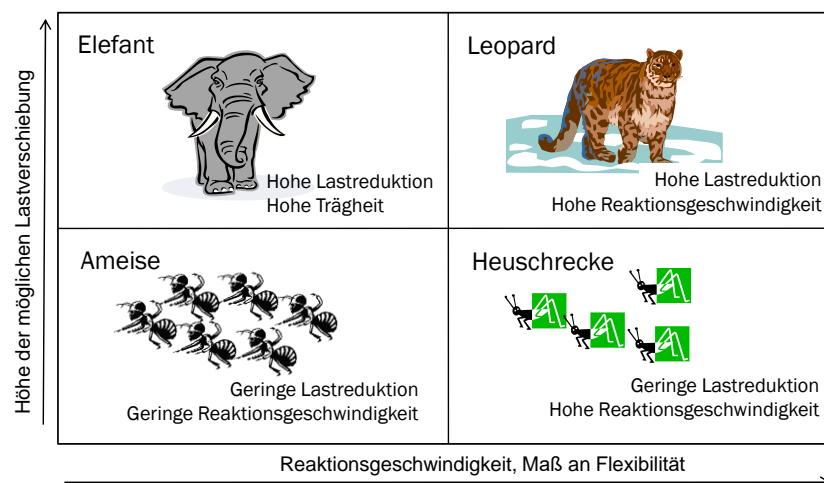 Höhe der möglichen Lastverschiebung
Elefant
Hohe Lastreduktion
Hohe Trägheit
Leopard
Hohe Lastreduktion
Hohe Reaktionsgeschwindigkeit
Ameise
Geringe Lastreduktion
Geringe Reaktionsgeschwindigkeit
Heuschrecke
Geringe Lastreduktion
Hohe Reaktionsgeschwindigkeit
Reaktionsgeschwindigkeit, Maß an Flexibilität